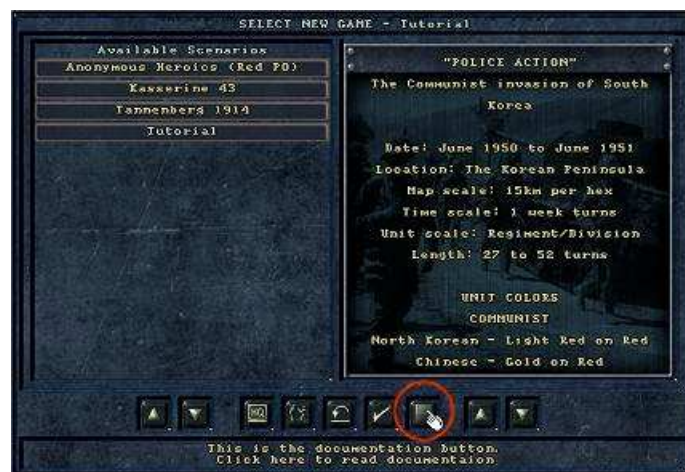 SELECT NEW GAME - Tutorial
Available Scenarios
Anonymous Heroics (Red PO)
Kasserine 43
Tannenberg 1914
Tutorial
"POLICE ACTION"
The Communist invasion of South
Korea
Date: June 1950 to June 1951
Location: The Korean Peninsula
Map scale: 15km per hex
Time scale: 1 week turns
Unit scale: Regiment/Division
Length: 27 to 52 turns
UNIT COLORS
COMMUNIST
North Korean - Light Red on Red
Chinese - Gold on Red
HQ
This is the documentation button.
Click here to read documentaion